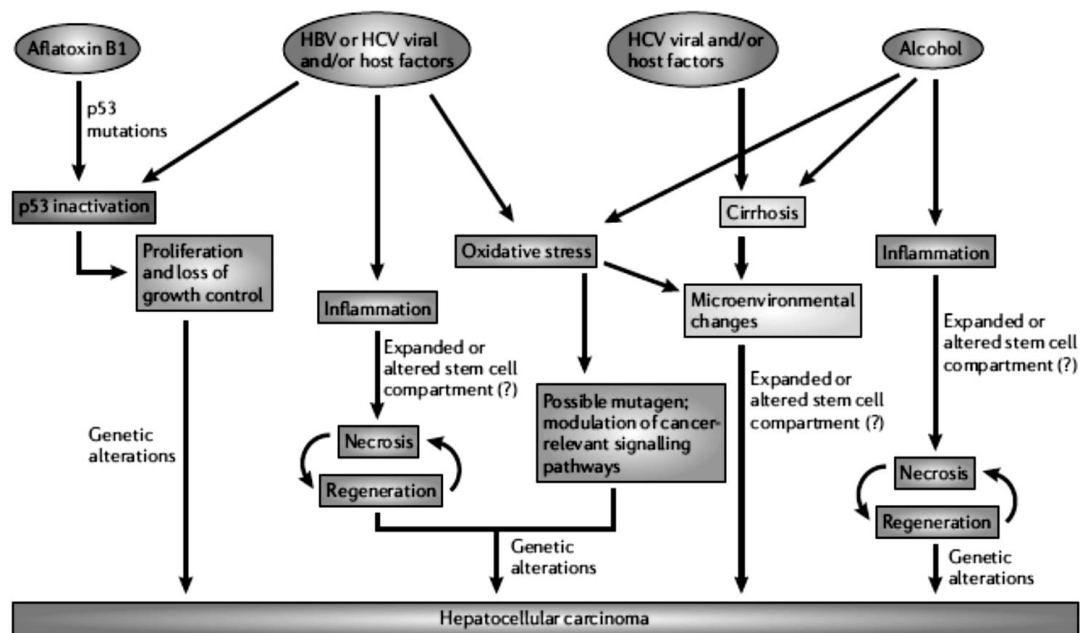 Aflatoxin B1
HBV or HCV viral
and/or host factors
HCV viral and/or
host factors
Alcohol
p53
mutations
p53 inactivation
Cirrhosis
Proliferation
and loss of
growth control
Oxidative stress
Inflammation
Inflammation
Microenvironmental
changes
Expanded or
altered stem cell
compartment (?)
Expanded or
altered stem cell
compartment (?)
Expanded or
altered stem cell
compartment (?)
Possible mutagen;
modulation of cancer-
relevant signalling
pathways
Genetic
alterations
Necrosis
Regeneration
Necrosis
Regeneration
Genetic
alterations
Genetic
alterations
Hepatocellular carcinoma